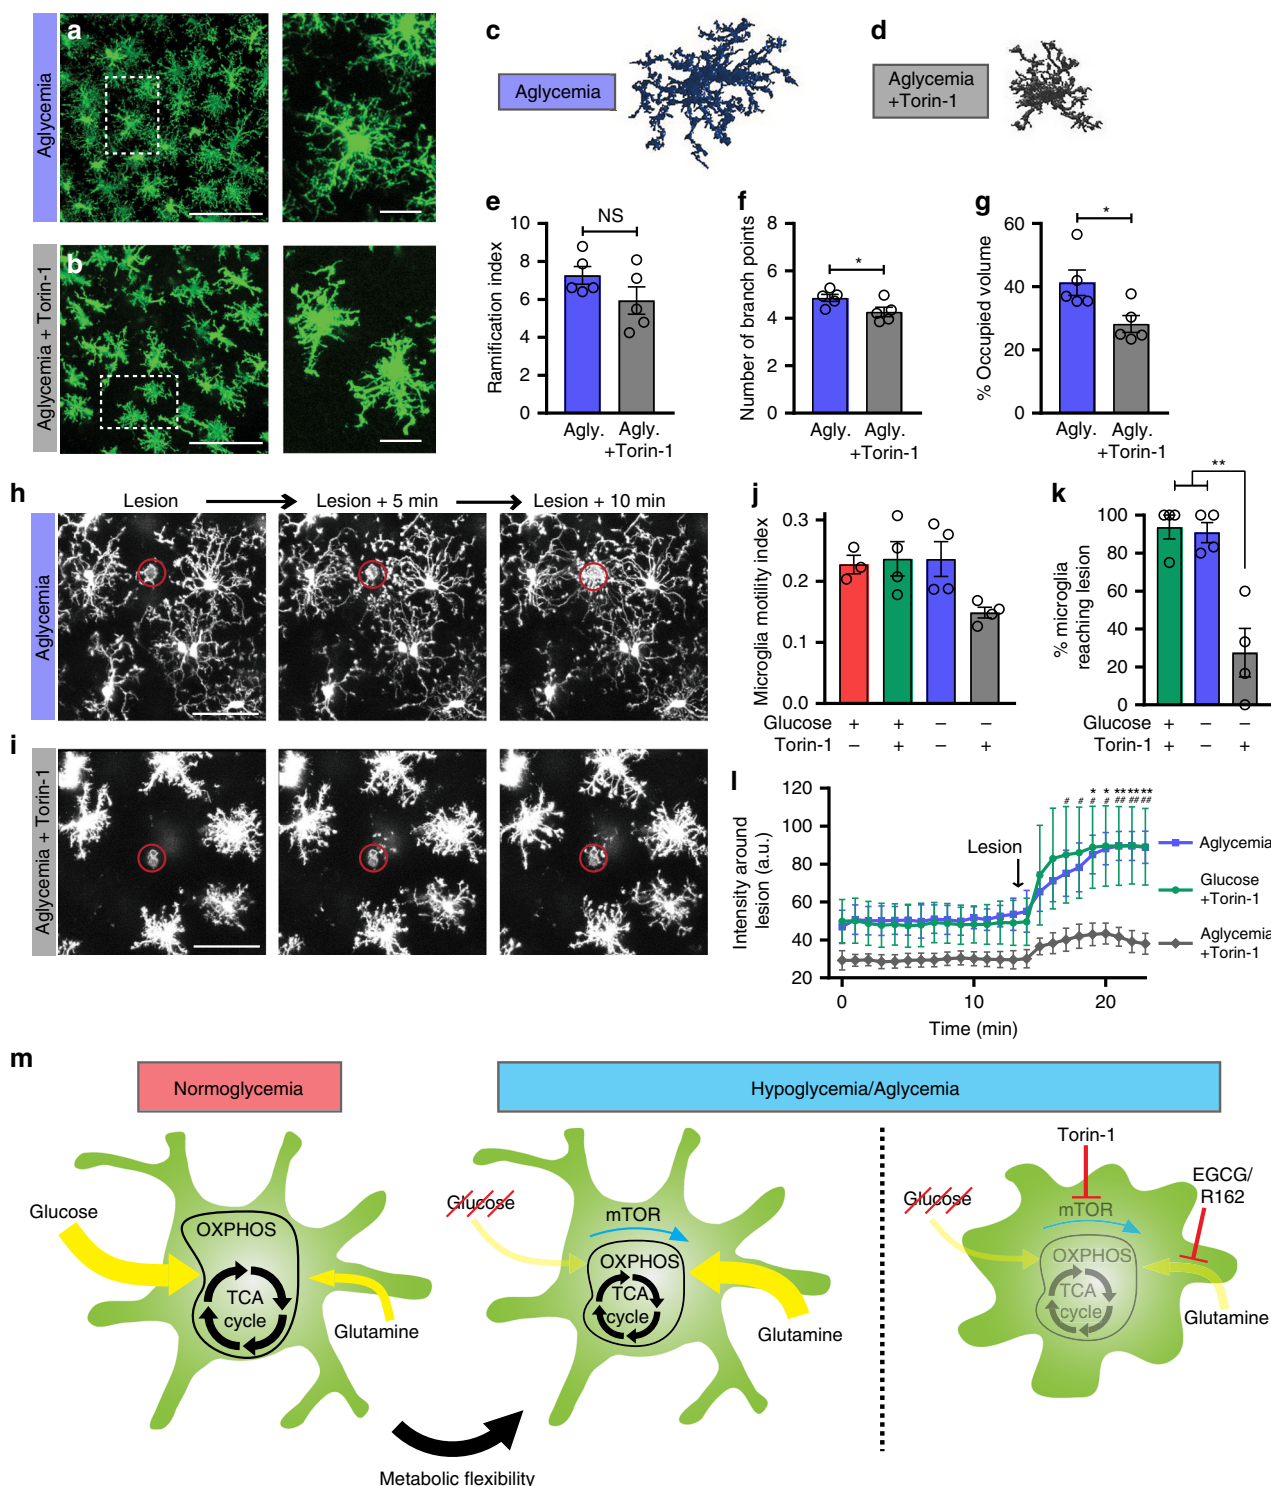 a
Aglycemia
b
Aglycemia + Torin-1
c
Aglycemia
d
Aglycemia
+Torin-1
e
NS
Ramification index
10
8
6
4
2
0
Agly.
Agly.
+Torin-1
f
*
Number of branch points
8
6
4
2
0
Agly.
Agly.
+Torin-1
g
*
% Occupied volume
60
40
20
0
Agly.
Agly.
+Torin-1
h
Lesion
Lesion + 5 min
Lesion + 10 min
Aglycemia
i
Aglycemia + Torin-1
j
Microglia motility index
0.3
0.2
0.1
0.0
Glucose + + − −
Torin-1 − + − +
k
**
% microglia
reaching lesion
100
80
60
40
20
0
Glucose + − −
Torin-1 + − +
l
Intensity around
lesion (a.u.)
120
100
80
60
40
20
Lesion
* * ** ** **
# # # # ## ## ##
0
10
20
Time (min)
Aglycemia
Glucose
+Torin-1
Aglycemia
+Torin-1
m
Normoglycemia
Hypoglycemia/Aglycemia
Glucose
OXPHOS
TCA
cycle
Glutamine
Metabolic flexibility
Glucose
mTOR
OXPHOS
TCA
cycle
Glutamine
Torin-1
EGCG/
R162
Glucose
mTOR
OXPHOS
TCA
cycle
Glutamine